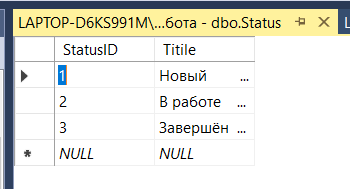 LAPTOP-D6KS991M\...бота - dbo.Status
StatusID Titile
1 Новый ...
2 В работе ...
3 Завершён ...
* NULL NULL